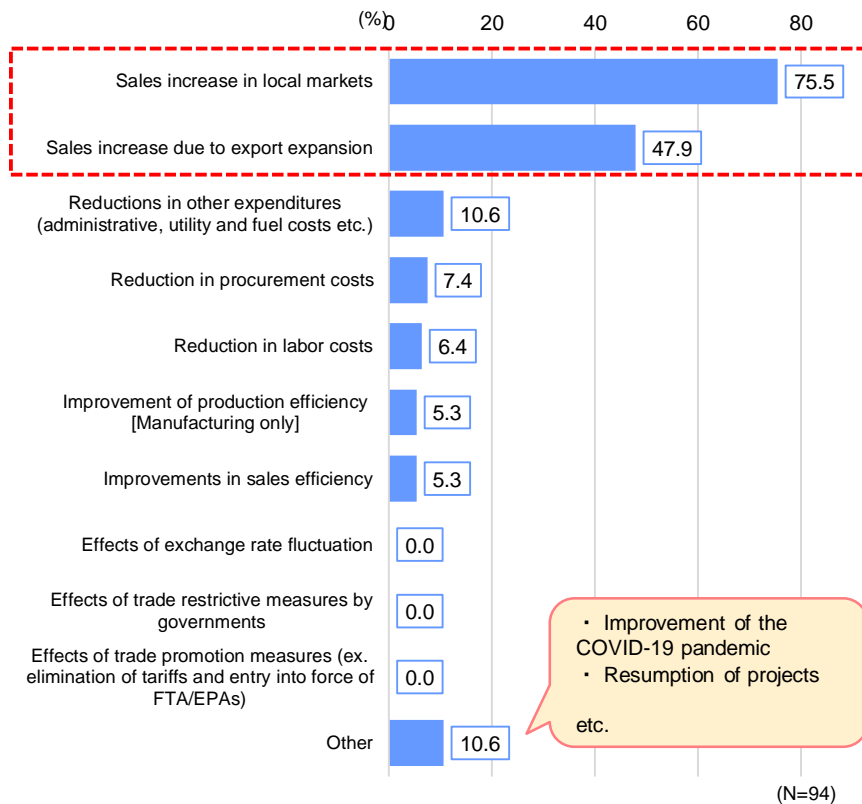 (%)
0 20 40 60 80
Sales increase in local markets 75.5
Sales increase due to export expansion 47.9
Reductions in other expenditures
(administrative, utility and fuel costs etc.) 10.6
Reduction in procurement costs 7.4
Reduction in labor costs 6.4
Improvement of production efficiency
[Manufacturing only] 5.3
Improvements in sales efficiency 5.3
Effects of exchange rate fluctuation 0.0
Effects of trade restrictive measures by
governments 0.0
Effects of trade promotion measures (ex.
elimination of tariffs and entry into force of
FTA/EPAs) 0.0
Other 10.6
・ Improvement of the
COVID-19 pandemic
・ Resumption of projects
etc.
(N=94)